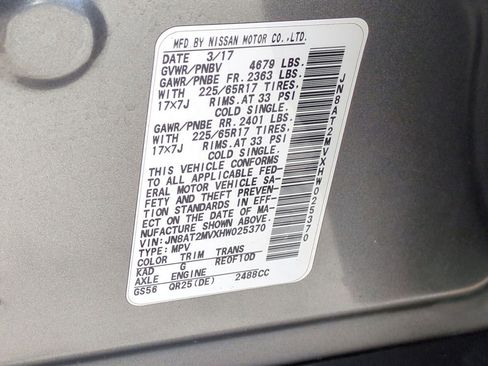 MFD.BY NISSAN MOTOR CO.,LTD.
3/17
GVWR/PNBV 4679 LBS.
GAWR/PNBE FR. 2363 LBS.
WITH 225/65R17 TIRES,
17×7J RIMS,AT 33 PSI
COLD SINGLE.
GAWR/PNBE RR. 2401 LBS.
WITH 225/65R17 TIRES,
17×7J RIMS,AT 33 PSI
COLD SINGLE.
THIS VEHICLE CONFORMS
TO ALL APPLICABLE FED-
ERAL MOTOR VEHICLE SA-
FETY AND THEFT PREVEN-
TION STANDARDS IN EFF-
ECT ON THE DATE OF MA-
NUFACTURE SHOWN ABOVE.
VIN:JN8AT2MVXHW025370
TYPE:MPV
COLOR TRIM TRANS
KAD G RE0F10D
AXLE ENGINE
GS56 QR25(DE) 2488CC
JN8AT2MVXHW025370